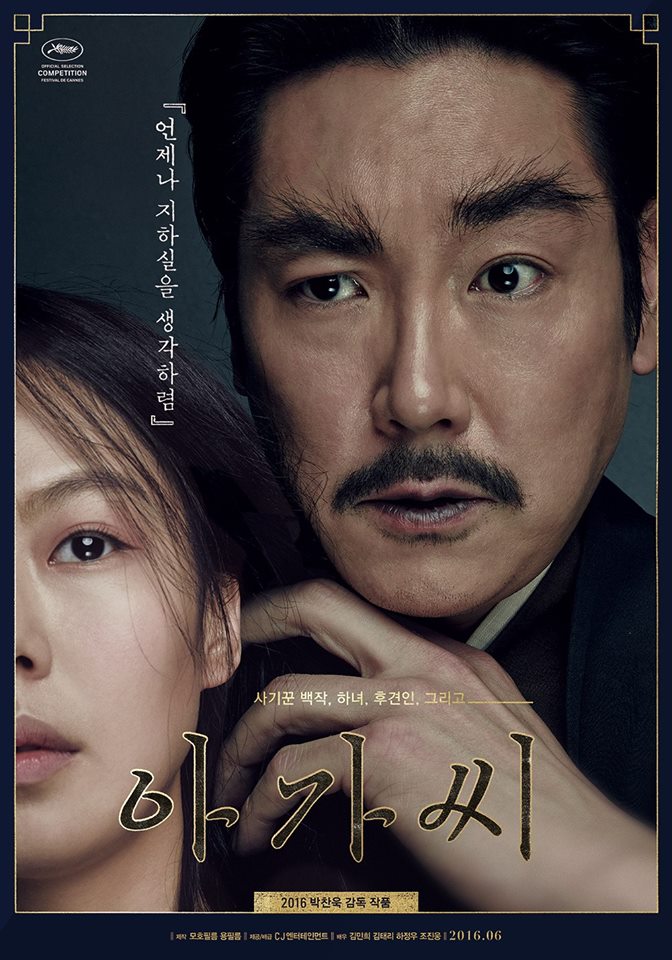 OFFICIAL SELECTION
COMPETITION
FESTIVAL DE CANNES
『언제나 지하실을 생각하렴』
사기꾼 백작, 하녀, 후견인, 그리고
아가씨
2016 박찬욱 감독 작품
제작 모호필름 용필름 제공/배급 CJ엔터테인먼트 배우 김민희 김태리 하정우 조진웅 2016.06